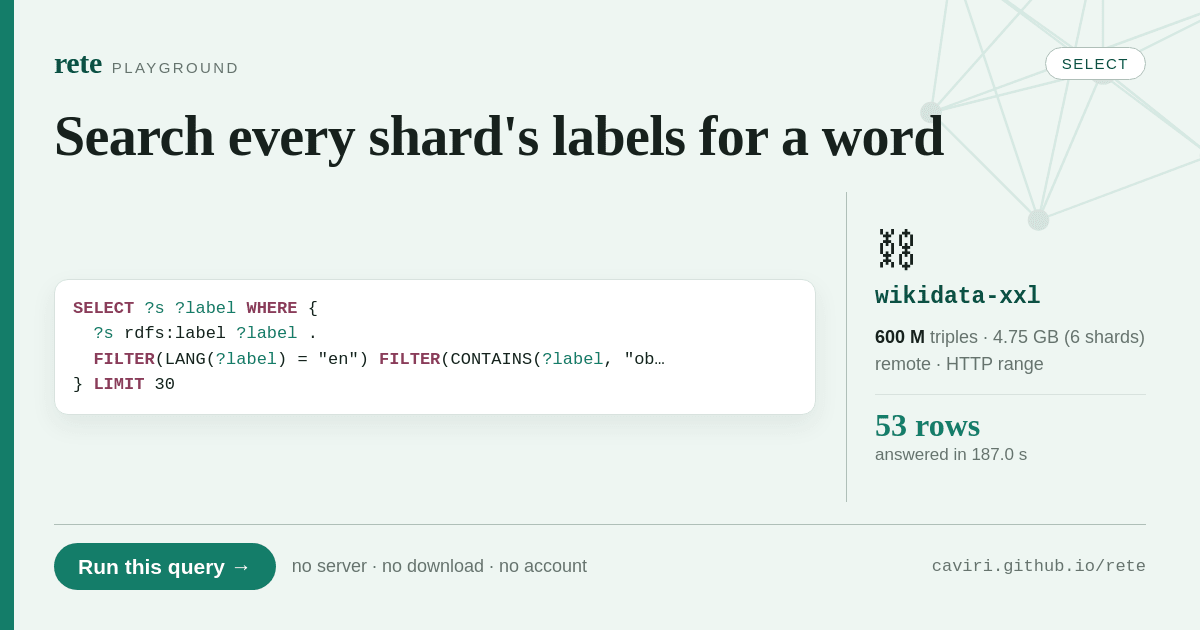 rete PLAYGROUND
SELECT
Search every shard's labels for a word
SELECT ?s ?label WHERE {
  ?s rdfs:label ?label .
  FILTER(LANG(?label) = "en") FILTER(CONTAINS(?label, "ob…
} LIMIT 30
wikidata-xxl
600 M triples · 4.75 GB (6 shards)
remote · HTTP range
53 rows
answered in 187.0 s
Run this query →
no server · no download · no account
caviri.github.io/rete